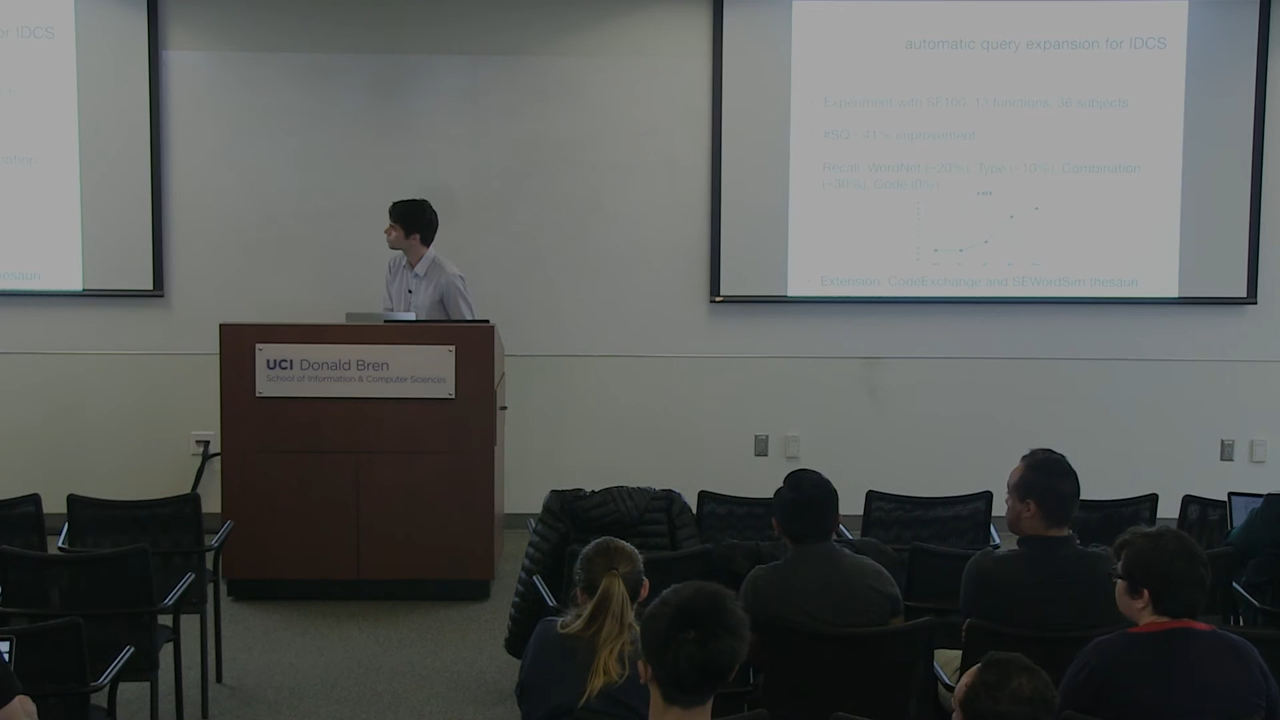 or IDCS
automatic query expansion for IDCS
Experiment with SF100, 13 functions, 36 subjects
#SQ - 41% improvement
Recall: WordNet (~20%), Type (~10%), Combination
(~30%), Code (0%)
Extension: CodeExchange and SEWordSim thesauri
hesauri
UCI Donald Bren
School of Information & Computer Sciences